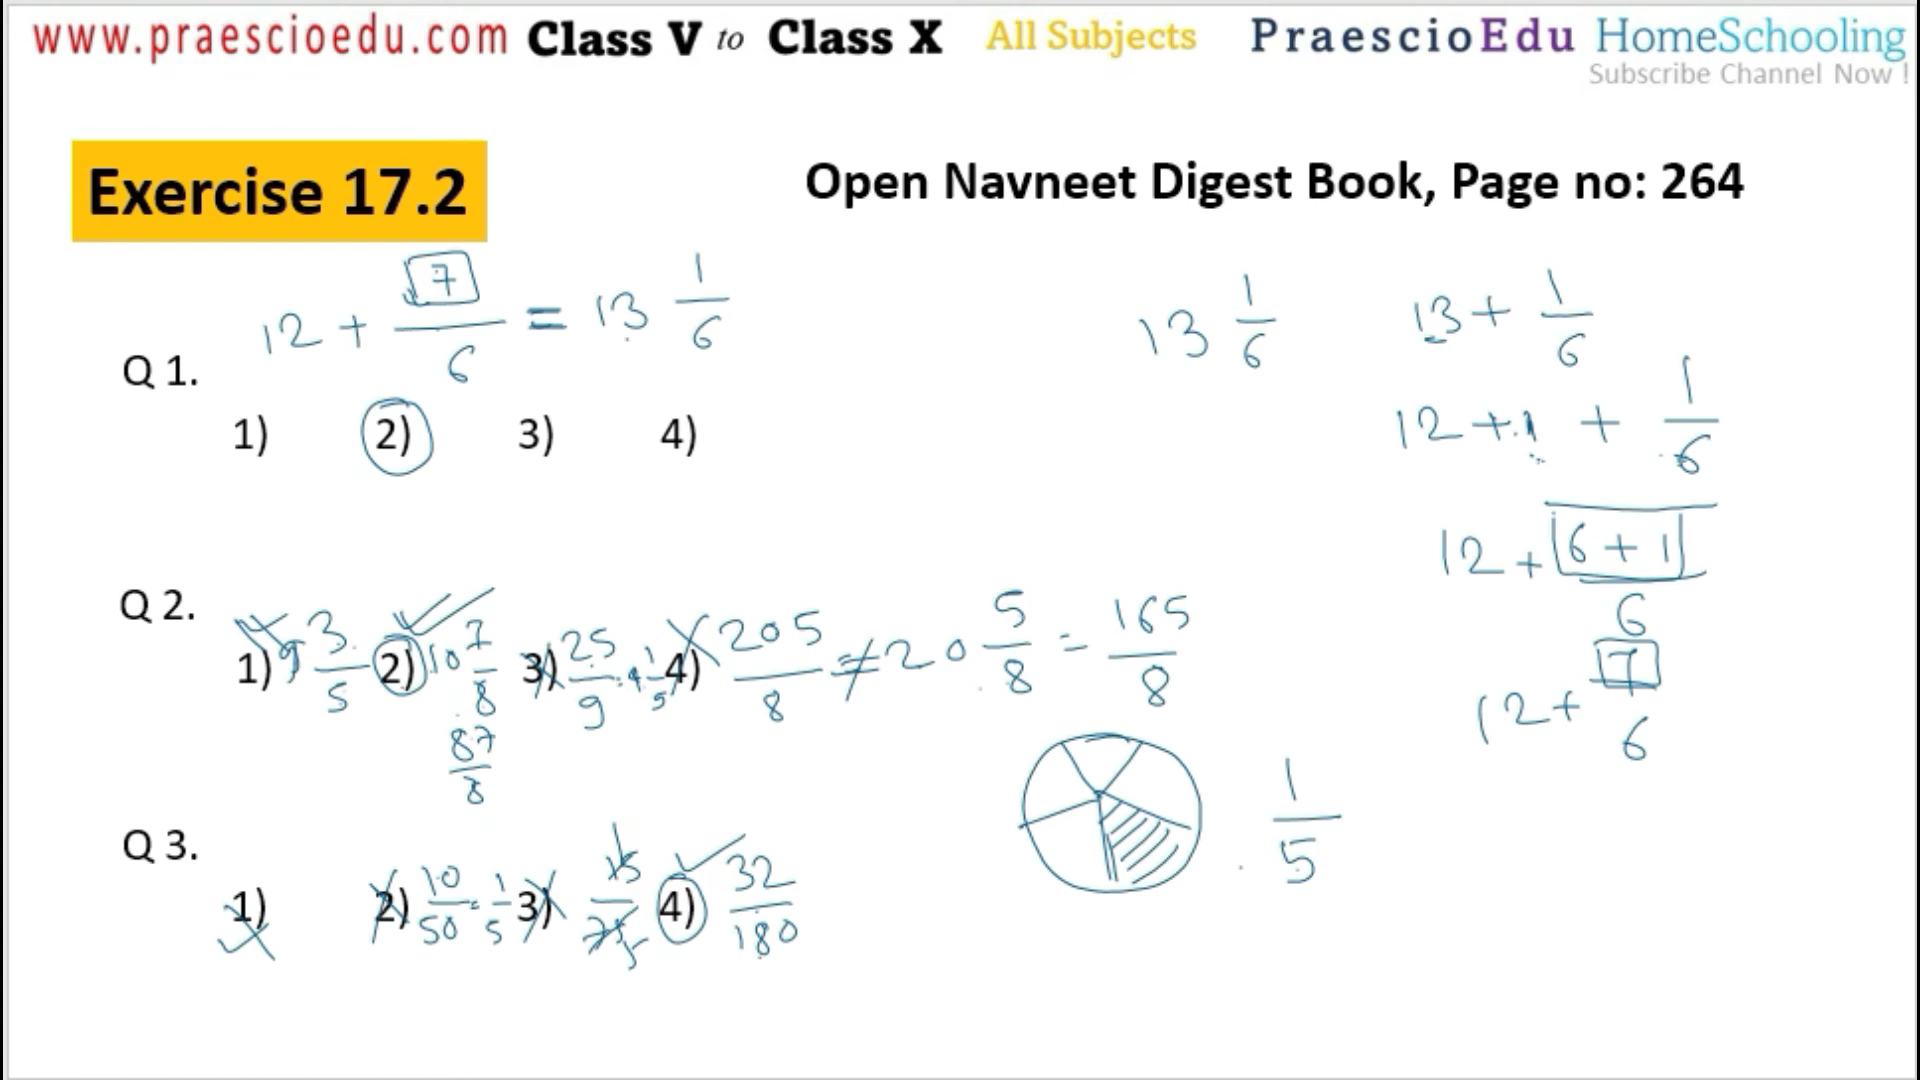 www.praescioedu.com Class V to Class X All Subjects PraescioEdu HomeSchooling
Subscribe Channel Now !
Exercise 17.2 Open Navneet Digest Book, Page no: 264
12 + 7/6 = 13 1/6
13 1/6
13 + 1/6
Q 1.
1) 2) 3) 4)
12 + 1 + 1/6
12 + 6 + 1/6
Q 2.
1) 9 3/5 2) 10 7/8 3) 25/9 4) 205/8 ≠ 20 5/8 = 165/8
87/8
12 + 7/6
1/5
Q 3.
1) 2) 10/50 = 1/5 3) 4) 32/180